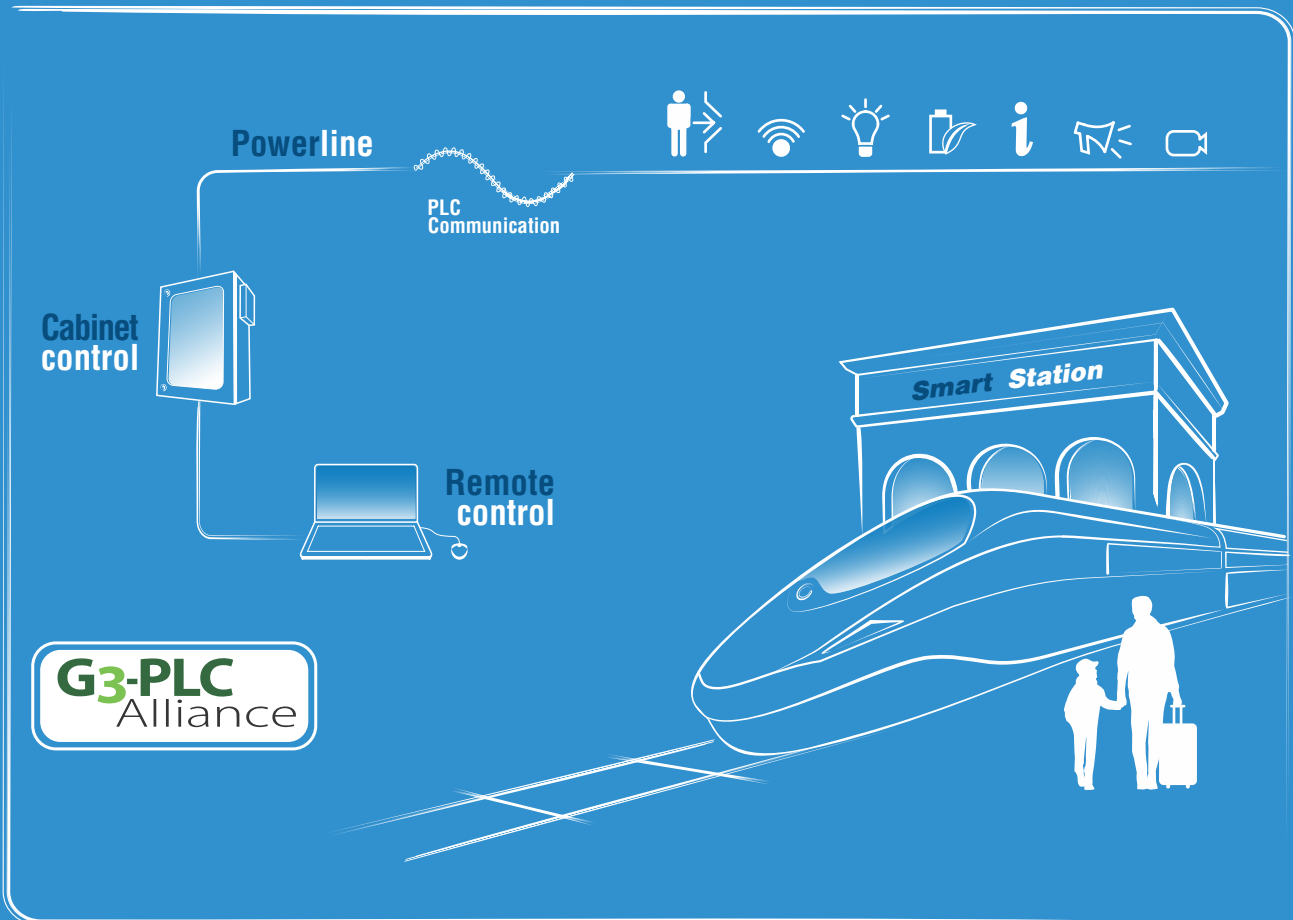 Powerline
PLC
Communication
Cabinet
control
Smart Station
Remote
control
G3-PLC
Alliance